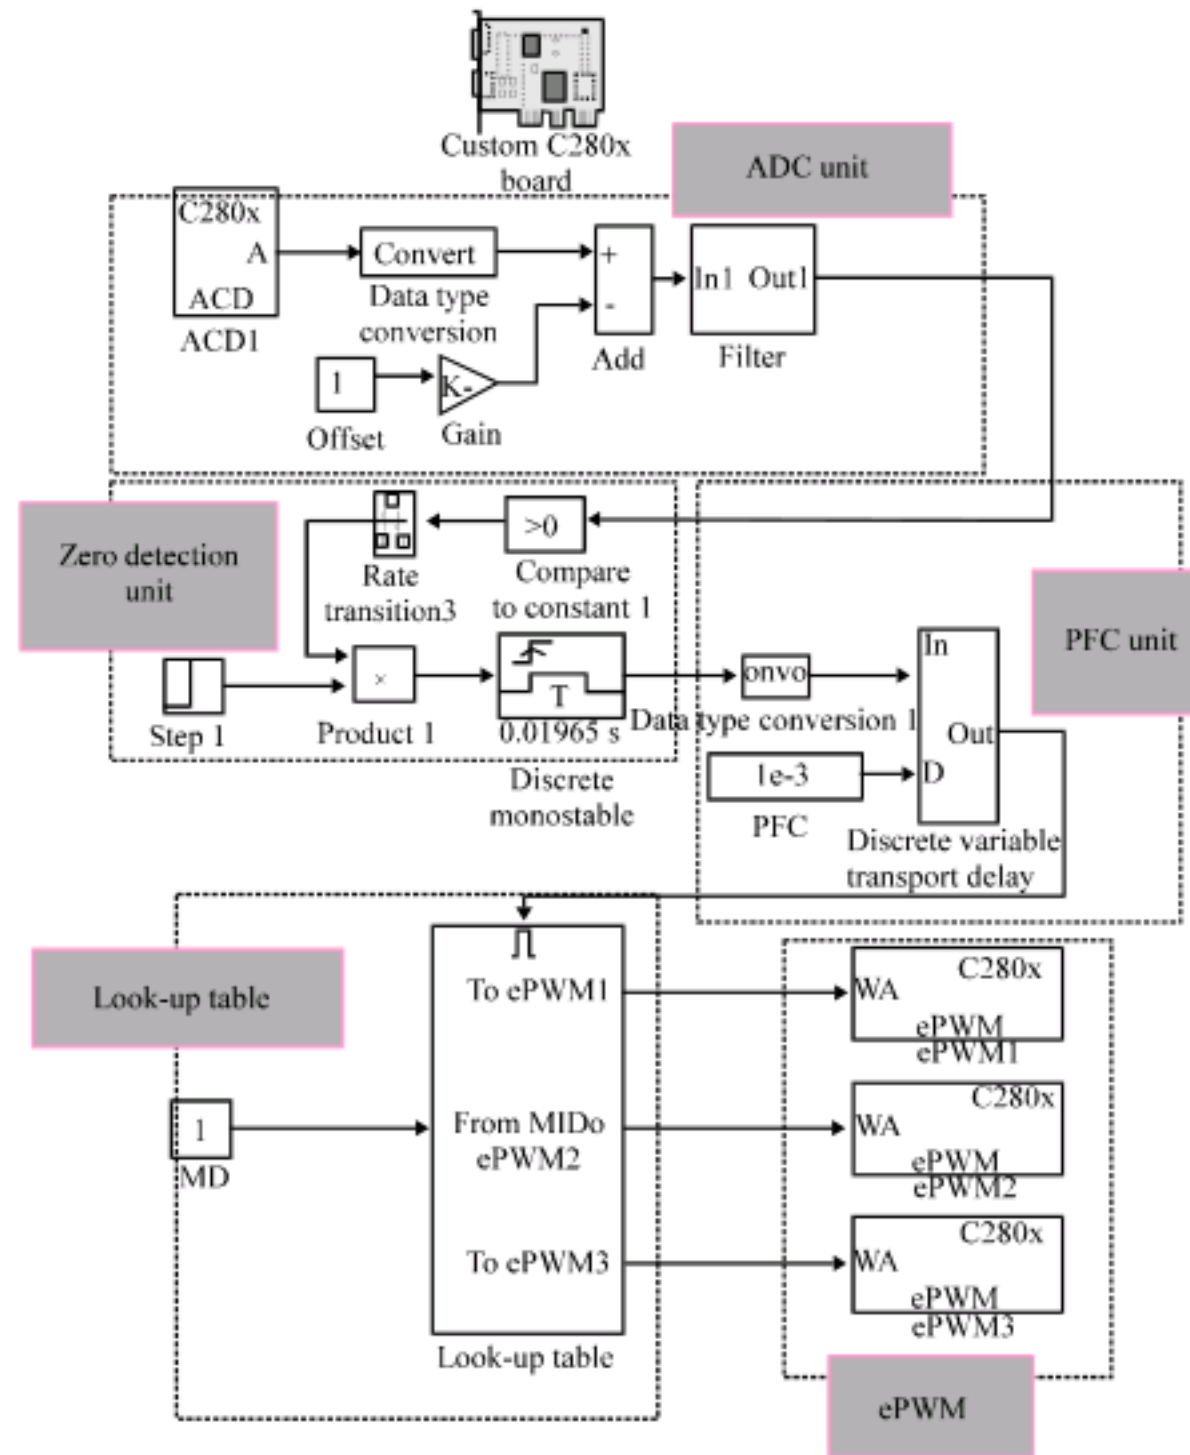 Custom C280x
board
ADC unit
C280x
A
ACD
ACD1
Convert
Data type
conversion
+
-
Add
In1 Out1
Filter
1
Offset
K-
Gain
Zero detection
unit
Rate
transition3
>0
Compare
to constant 1
Step 1
×
Product 1
T
0.01965 s
Discrete
monostable
PFC unit
onvo
Data type conversion 1
1e-3
PFC
In
Out
D
Discrete variable
transport delay
Look-up table
1
MD
To ePWM1
From MIDo
ePWM2
To ePWM3
Look-up table
C280x
WA
ePWM
ePWM1
C280x
WA
ePWM
ePWM2
C280x
WA
ePWM
ePWM3
ePWM